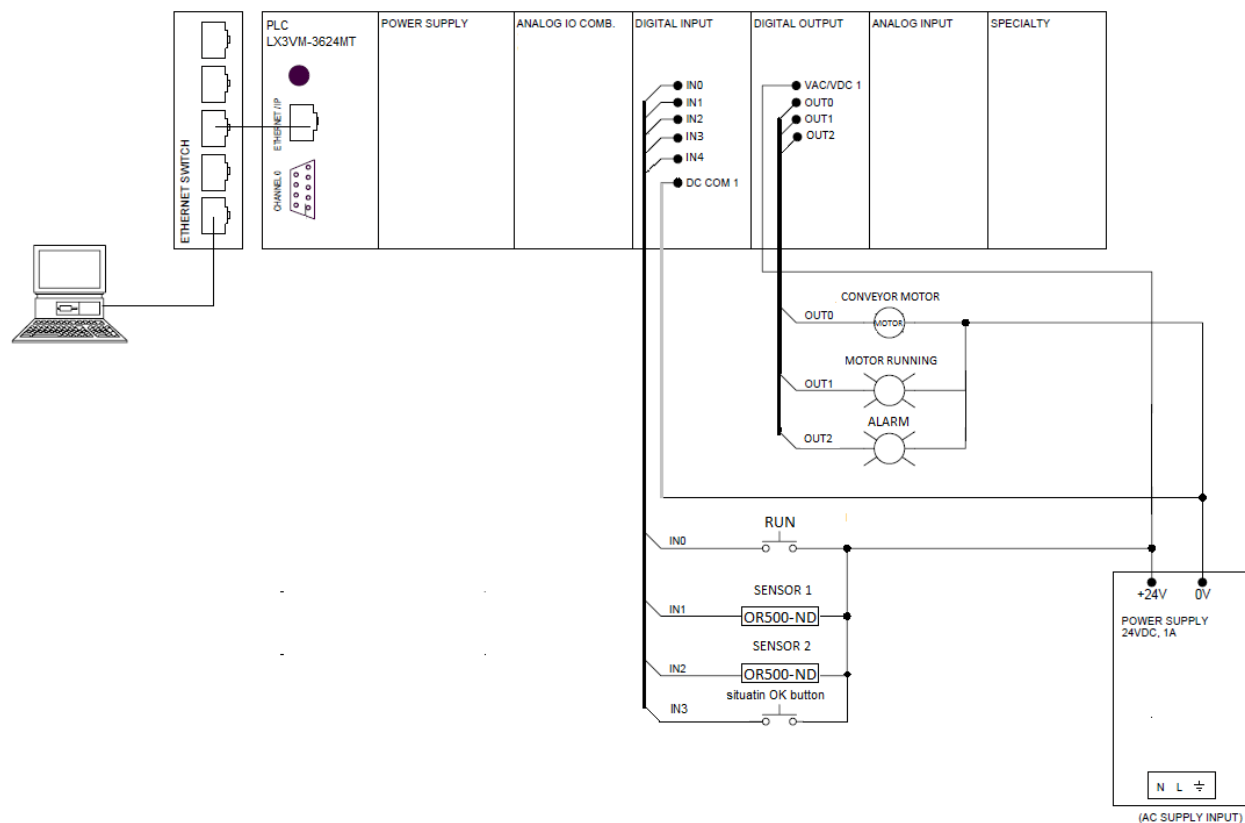 PLC
LX3VM-3624MT
POWER SUPPLY
ANALOG IO COMB.
DIGITAL INPUT
DIGITAL OUTPUT
ANALOG INPUT
SPECIALTY
ETHERNET SWITCH
ETHERNET /IP
CHANNEL 0
IN0
IN1
IN2
IN3
IN4
DC COM 1
VAC/VDC 1
OUT0
OUT1
OUT2
CONVEYOR MOTOR
OUT0
MOTOR
MOTOR RUNNING
OUT1
ALARM
OUT2
RUN
IN0
SENSOR 1
IN1
OR500-ND
SENSOR 2
IN2
OR500-ND
situatin OK button
IN3
+24V
0V
POWER SUPPLY
24VDC, 1A
N L
(AC SUPPLY INPUT)